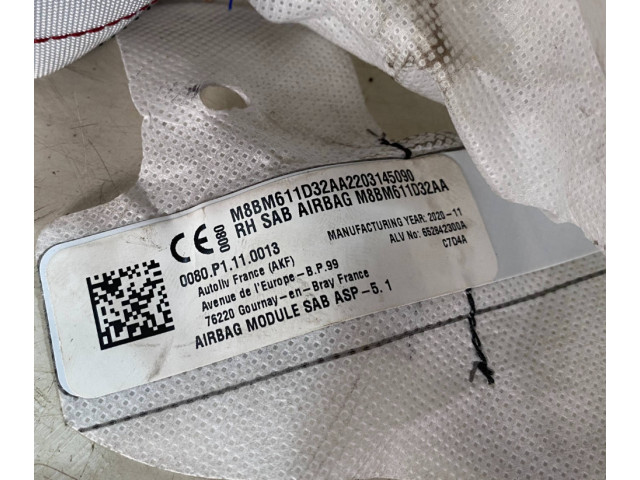 M8BM611D32AA2203145090
RH SAB AIRBAG M8BM611D32AA
CE 0080
MANUFACTURING YEAR: 2020-11
ALV No: 652842300A
C7D4A
0080.P1.11.0013
Autoliv France (AKF)
Avenue de l'Europe-B.P.99
76220 Gournay-en-Bray France
AIRBAG MODULE SAB ASP-5.1